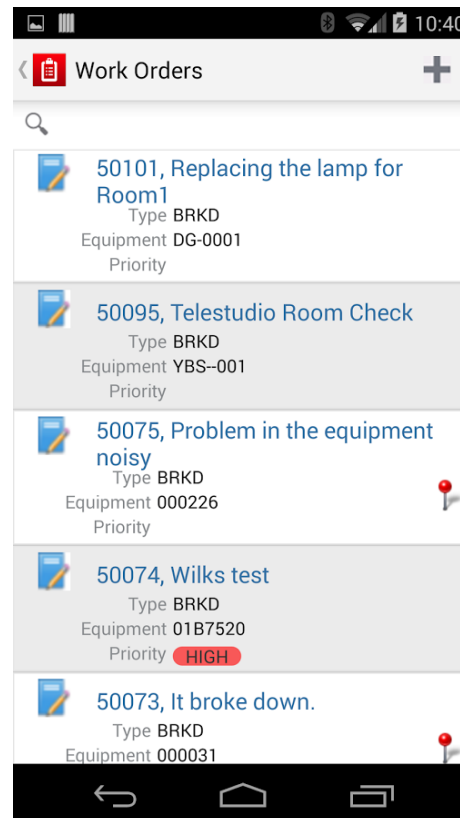 10:40
Work Orders
50101, Replacing the lamp for
Room1
Type BRKD
Equipment DG-0001
Priority
50095, Telestudio Room Check
Type BRKD
Equipment YBS--001
Priority
50075, Problem in the equipment
noisy
Type BRKD
Equipment 000226
Priority
50074, Wilks test
Type BRKD
Equipment 01B7520
Priority HIGH
50073, It broke down.
Type BRKD
Equipment 000031